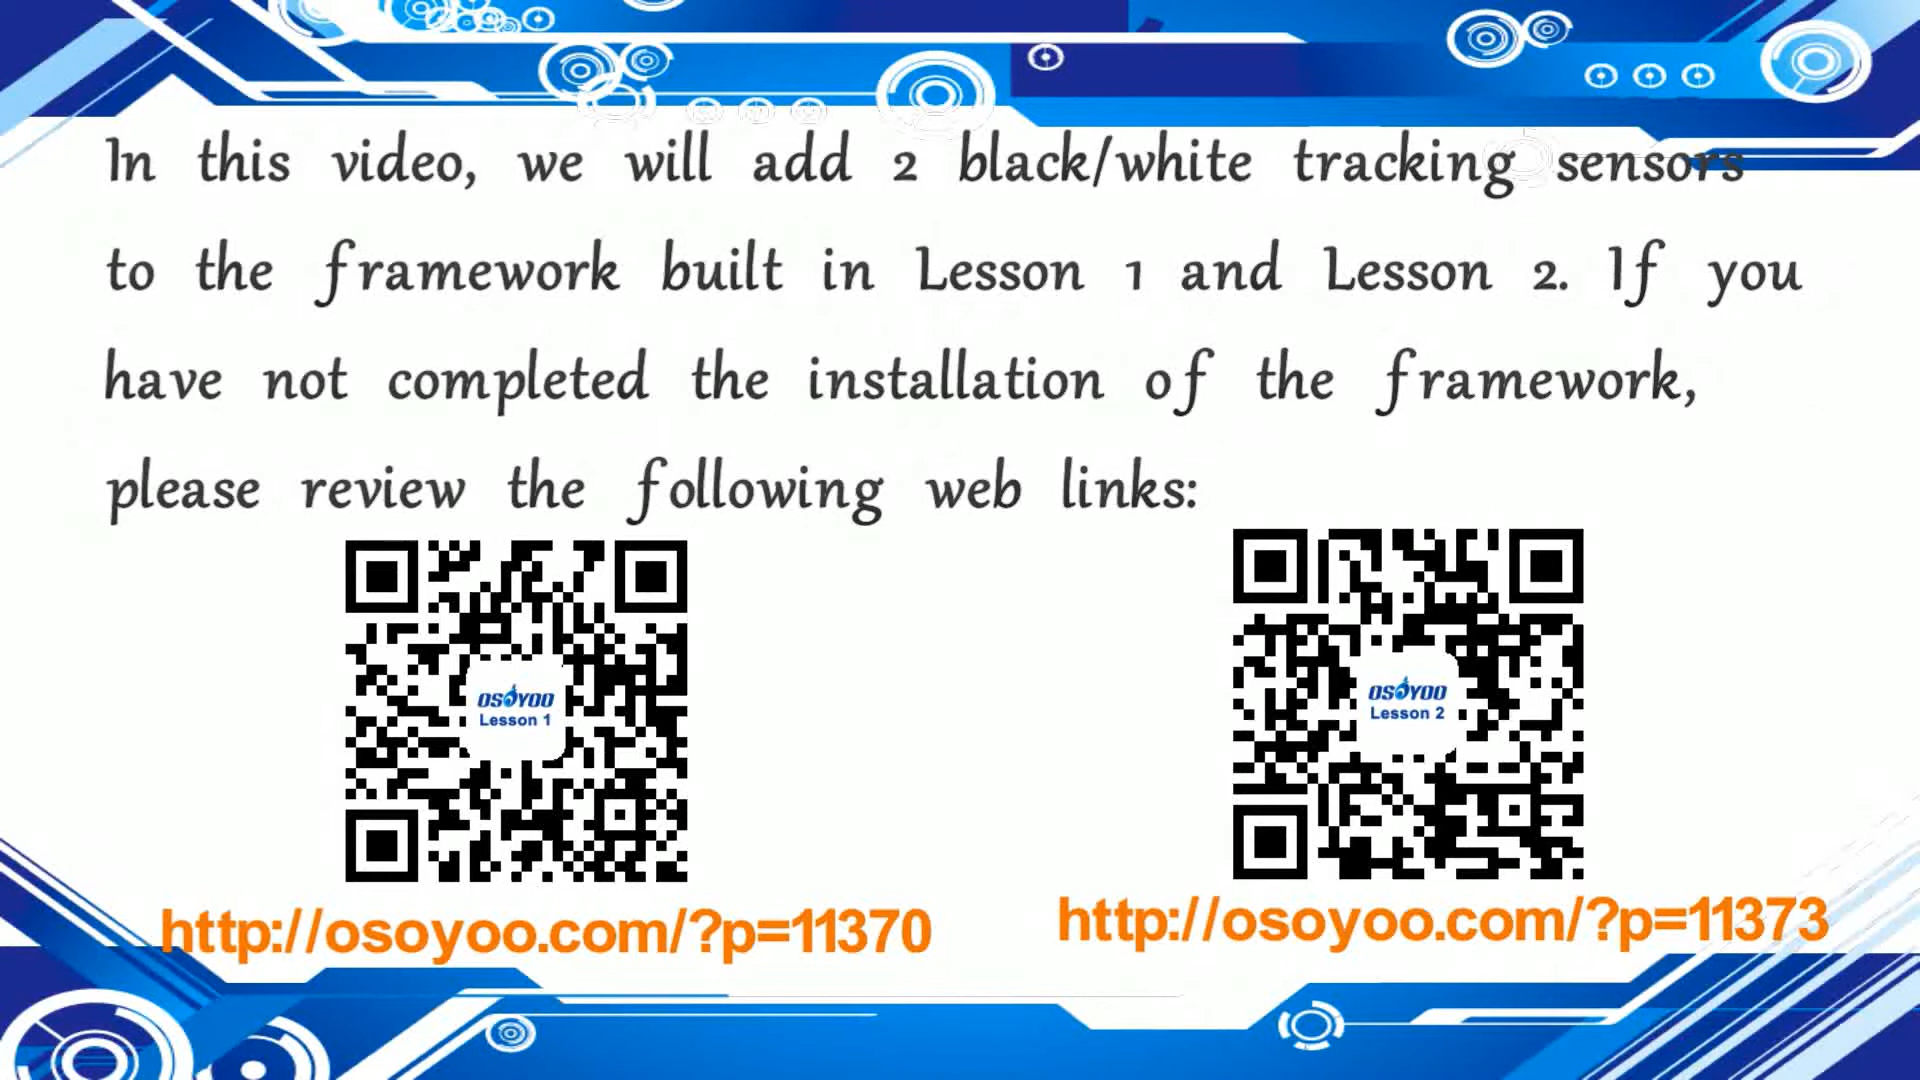 In this video, we will add 2 black/white tracking sensors
to the framework built in Lesson 1 and Lesson 2. If you
have not completed the installation of the framework,
please review the following web links:
OSOYOO
Lesson 1
OSOYOO
Lesson 2
http://osoyoo.com/?p=11370
http://osoyoo.com/?p=11373